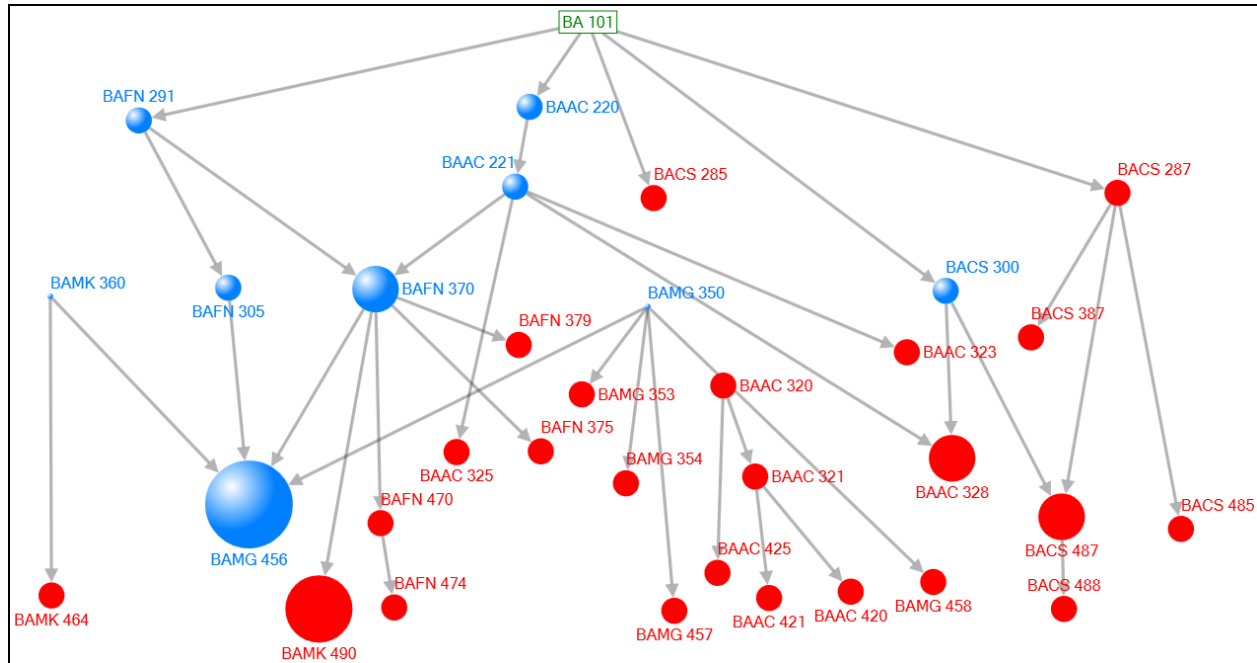 BA 101
BAFN 291
BAAC 220
BAAC 221
BACS 285
BACS 287
BAMK 360
BAFN 305
BAFN 370
BAMG 350
BACS 300
BAFN 379
BACS 387
BAAC 323
BAMG 353
BAAC 320
BAFN 375
BAMG 354
BAAC 325
BAAC 321
BAAC 328
BAFN 470
BACS 485
BAMG 456
BAAC 425
BACS 487
BAFN 474
BACS 488
BAMK 464
BAMK 490
BAMG 457
BAAC 421
BAAC 420
BAMG 458